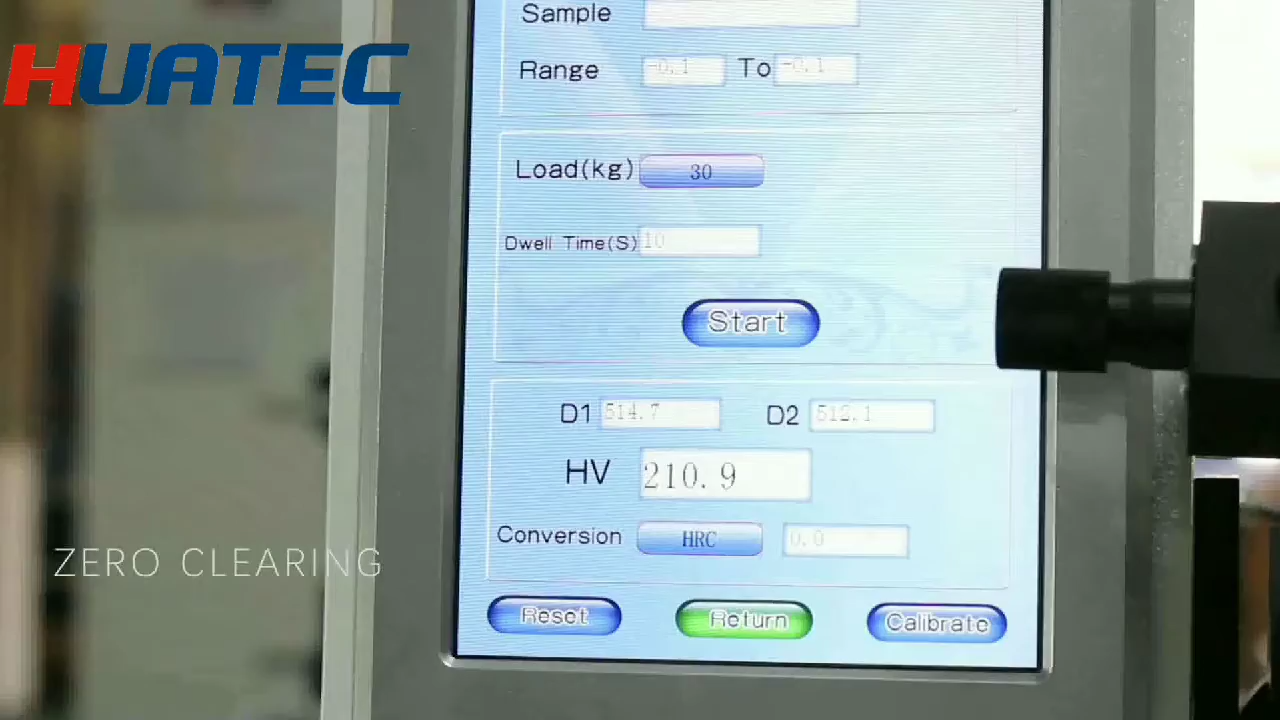 HUATEC
Sample
Range -0.1 To -0.1
Load(kg) 30
Dwell Time(S) 10
Start
D1 514.7 D2 512.1
HV 210.9
Conversion HRC 0.0
ZERO CLEARING
Reset Return Calibrate